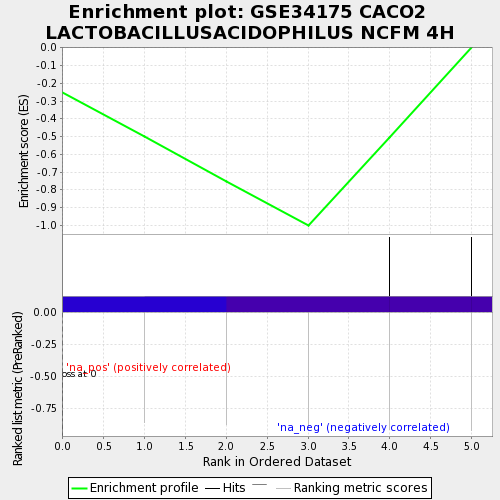 Enrichment plot: GSE34175 CACO2
LACTOBACILLUSACIDOPHILUS NCFM 4H
Enrichment score (ES)
0.0
-0.1
-0.2
-0.3
-0.4
-0.5
-0.6
-0.7
-0.8
-0.9
-1.0
Ranked list metric (PreRanked)
0.00
-0.25
-0.50
-0.75
'na_pos' (positively correlated)
'na_neg' (negatively correlated)
0.0 0.5 1.0 1.5 2.0 2.5 3.0 3.5 4.0 4.5 5.0
Rank in Ordered Dataset
Enrichment profile Hits Ranking metric scores